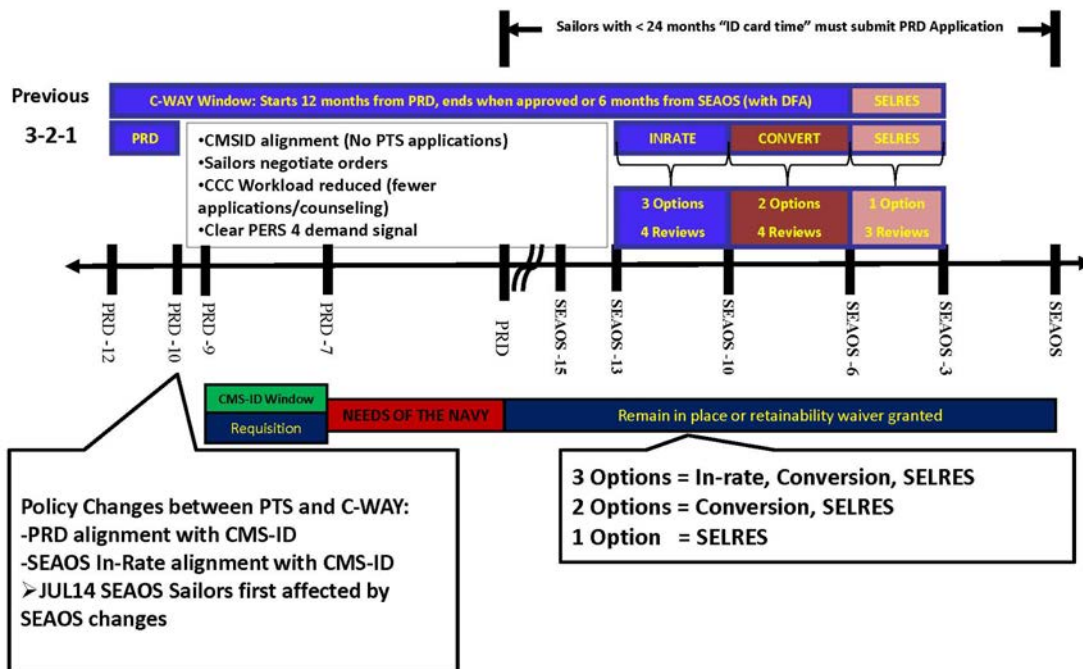 Sailors with < 24 months “ID card time” must submit PRD Application
Previous
C-WAY Window: Starts 12 months from PRD, ends when approved or 6 months from SEAOS (with DFA)
SELRES
3-2-1
PRD
•CMSID alignment (No PTS applications)
•Sailors negotiate orders
•CCC Workload reduced (fewer
applications/counseling)
•Clear PERS 4 demand signal
INRATE
CONVERT
SELRES
3 Options
4 Reviews
2 Options
4 Reviews
1 Option
3 Reviews
PRD -12
PRD -10
PRD -9
PRD -7
PRD
SEAOS -15
SEAOS -13
SEAOS -10
SEAOS -6
SEAOS -3
SEAOS
CMS-ID Window
Requisition
NEEDS OF THE NAVY
Remain in place or retainability waiver granted
Policy Changes between PTS and C-WAY:
-PRD alignment with CMS-ID
-SEAOS In-Rate alignment with CMS-ID
➢JUL14 SEAOS Sailors first affected by
SEAOS changes
3 Options = In-rate, Conversion, SELRES
2 Options = Conversion, SELRES
1 Option = SELRES